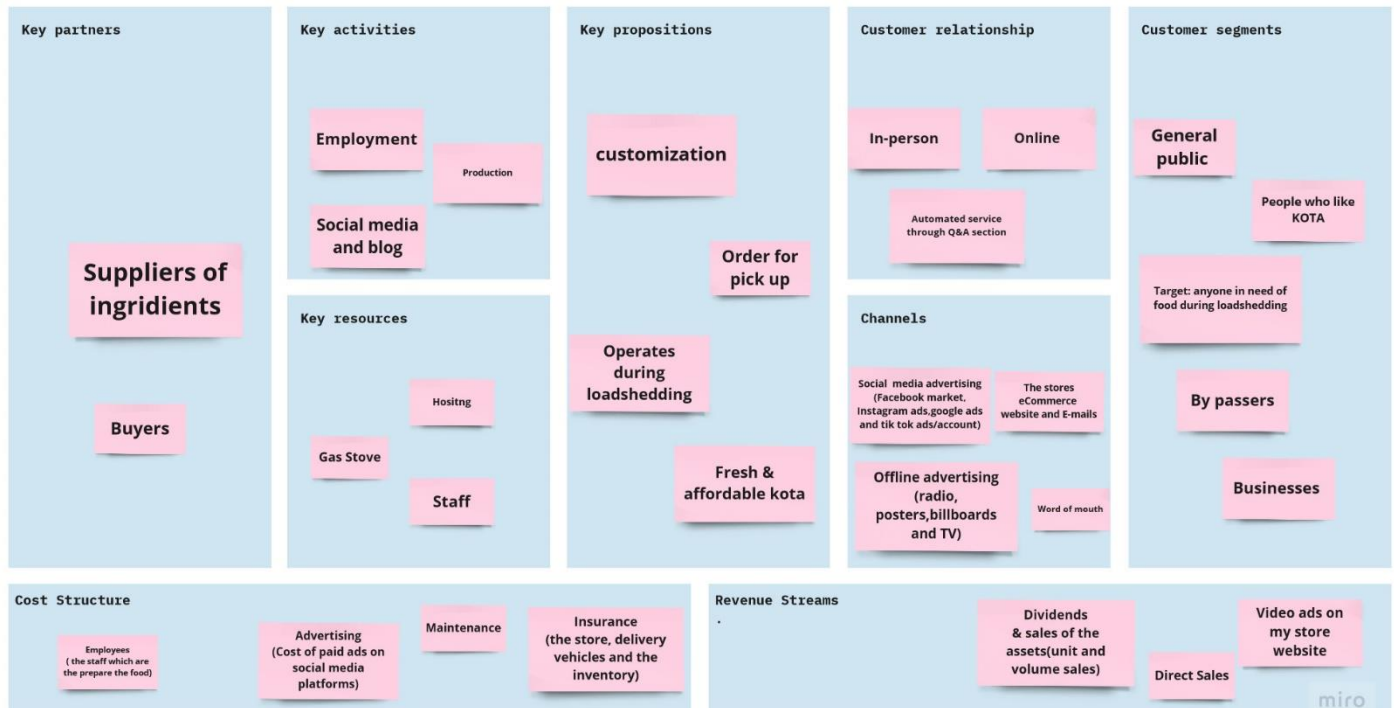 Key partners
Suppliers of
ingridients
Buyers
Key activities
Employment
Production
Social media
and blog
Key resources
Hositng
Gas Stove
Staff
Key propositions
customization
Order for
pick up
Operates
during
loadshedding
Fresh &
affordable kota
Customer relationship
In-person
Online
Automated service
through Q&A section
Channels
Social media advertising
(Facebook market,
Instagram ads,google ads
and tik tok ads/account)
The stores
eCommerce
website and E-mails
Offline advertising
(radio,
posters,billboards
and TV)
Word of mouth
Customer segments
General
public
People who like
KOTA
Target: anyone in need of
food during loadshedding
By passers
Businesses
Cost Structure
Employees
( the staff which are
the prepare the food)
Advertising
(Cost of paid ads on
social media
platforms)
Maintenance
Insurance
(the store, delivery
vehicles and the
inventory)
Revenue Streams
.
Dividends
& sales of the
assets(unit and
volume sales)
Direct Sales
Video ads on
my store
website
miro